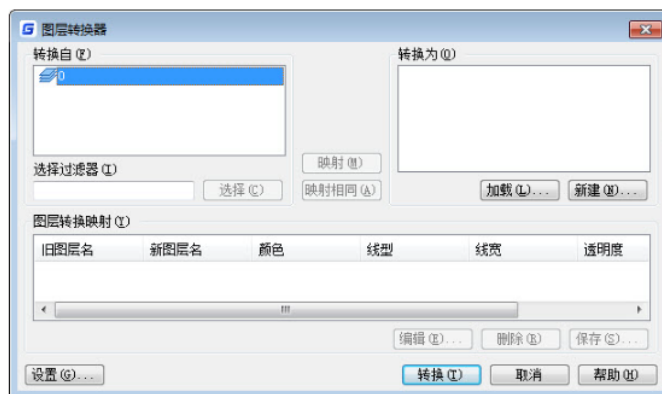 图层转换器
转换自(F)
转换为(O)
0
选择过滤器(I)
选择(C)
映射(M)
映射相同(A)
加载(L)...
新建(N)...
图层转换映射(Y)
旧图层名 新图层名 颜色 线型 线宽 透明度
编辑(E)... 删除(R) 保存(S)...
设置(G)... 转换(T) 取消 帮助(H)